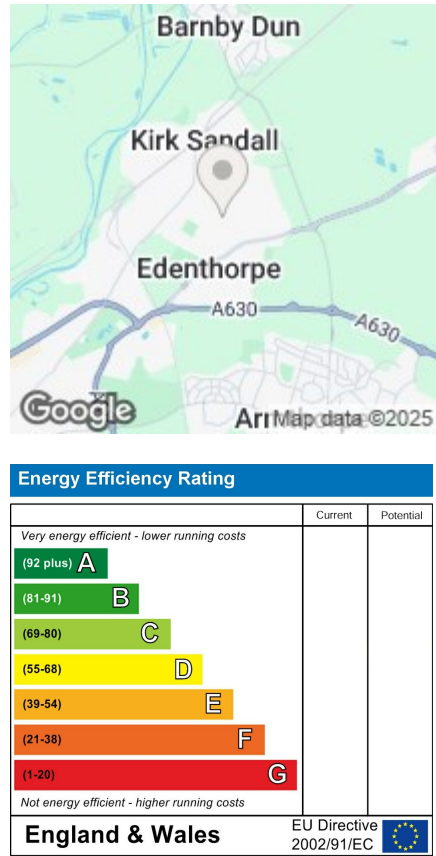 Barnby Dun
Kirk Sandall
Edenthorpe
A630
A630
Google
Map data ©2025
Energy Efficiency Rating
Current Potential
Very energy efficient - lower running costs
(92 plus) A
(81-91) B
(69-80) C
(55-68) D
(39-54) E
(21-38) F
(1-20) G
Not energy efficient - higher running costs
England & Wales
EU Directive
2002/91/EC